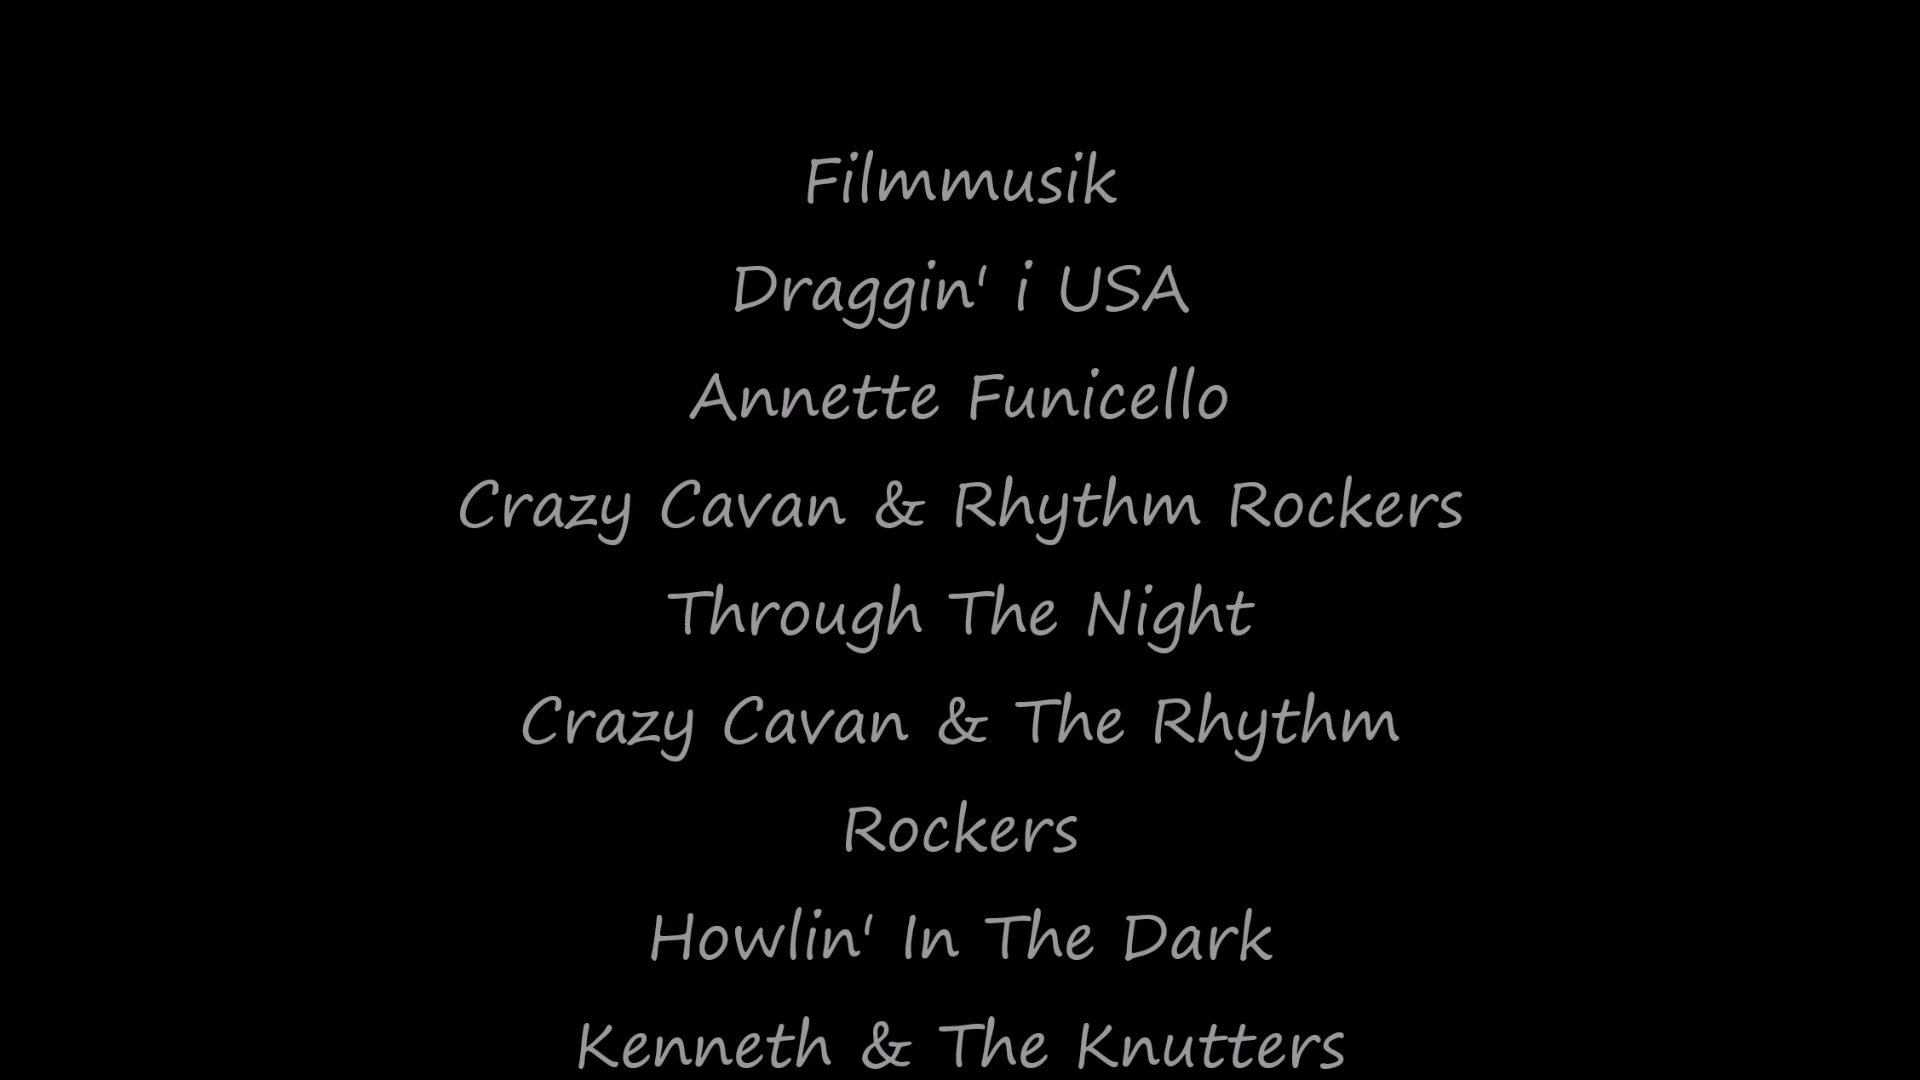 Filmmusik
Draggin' i USA
Annette Funicello
Crazy Cavan & Rhythm Rockers
Through The Night
Crazy Cavan & The Rhythm
Rockers
Howlin' In The Dark
Kenneth & The Knutters